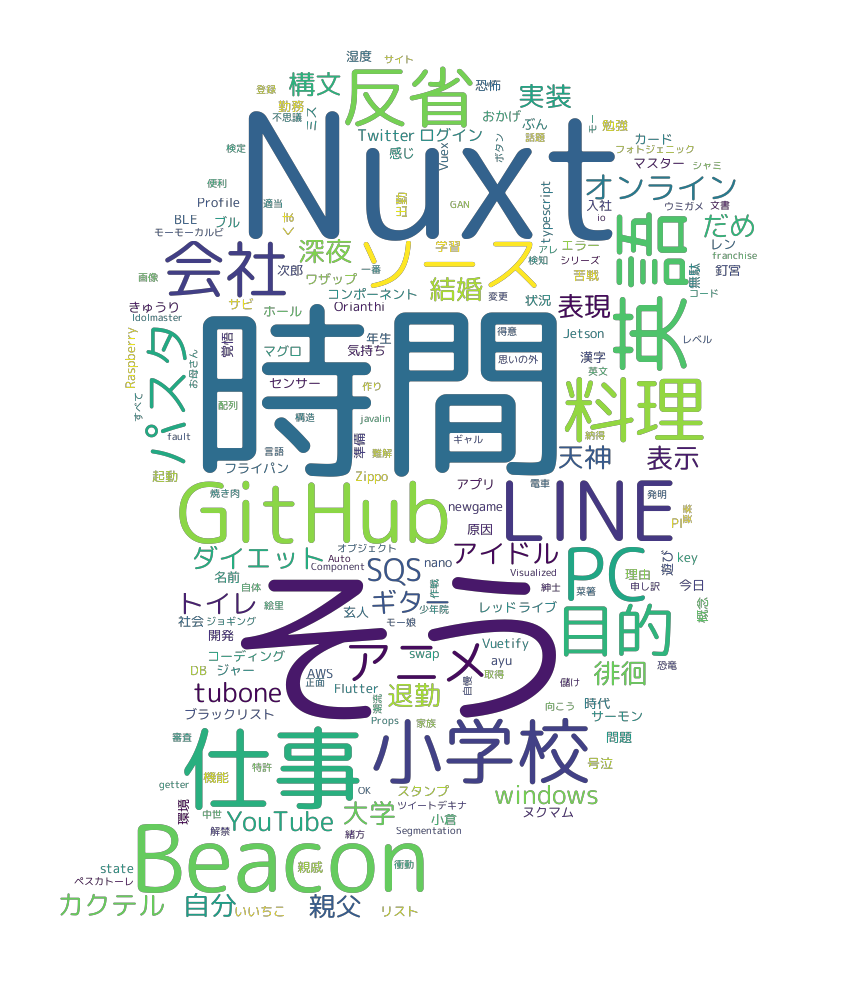 湿度
サイト
構文
反省
恐怖
登録
勤務
不思議
ミス
実装
おかげ
ぶん
モー
勉強
Twitter
ログイン
話題
カード
検定
感じ
Vuex
ボタン
フォトジェニック
マスター
シャミ
Nuxt
便利
オンライン
Profile
適当
出勤
GAN
typescript
入社
ウミガメ
文書
io
BLE
ブル
くま
モーモーカルビ
だめ
英語
会社
深夜
ソース
学習
アレ
エラー
レン
franchise
次郎
ワザップ
一番
検知
シリーズ
釘宮
画像
苦戦
無駄
コンポーネント
結婚
変更
コード
きゅうり
サビ
ホール
Orianthi
状況
表現
Idolmaster
パスタ
Raspberry
覚悟
時間
年生
得意
Jetson
レベル
お母さん
マグロ
気持ち
思いの外
漢字
センサー
作り
英文
すべて
配列
料理
構造
javalin
fault
言語
準備
難解
ギャル
納得
フライパン
天神
表示
起動
Zippo
アプリ
電車
焼き肉
GitHub
newgame
LINE
発明
原因
PI
ダイエット
オブジェクト
Auto
Component
SQS
nano
アイドル
Visualized
PC
遊び
key
名前
自体
作戦
紳士
理由
申し訳
今日
菜箸
トイレ
絵里
ギター
少年院
レッドライブ
概念
社会
ジョギング
玄人
モー娘
目的
開発
そう
コーディング
アニメ
swap
Vuetify
恐竜
DB
ジャー
AWS
ayu
徘徊
正面
Flutter
取得
tubone
退勤
自慢
儲け
ブラックリスト
Props
家族
向こう
時代
サーモン
審査
仕事
小学校
問題
機能
特許
号泣
getter
OK
スタンプ
windows
環境
中世
YouTube
大学
ツイートデキナ
ヌクマム
解禁
緒方
小倉
Segmentation
Beacon
state
親戚
衝動
ペスカトーレ
カクテル
自分
いいちこ
親父
リスト